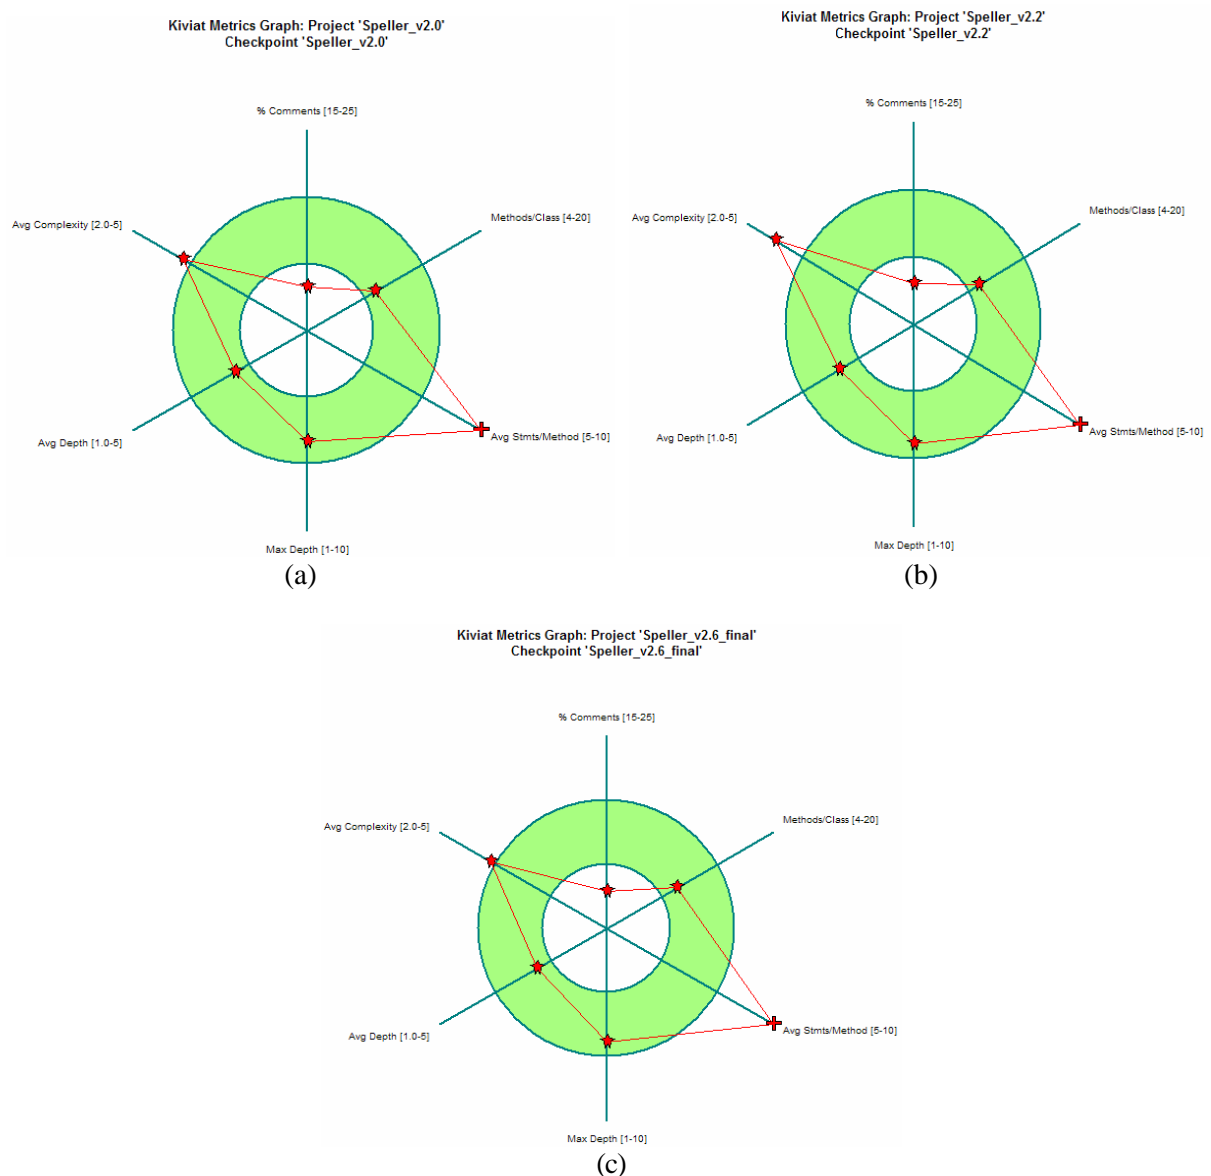 Kiviat Metrics Graph: Project 'Speller_v2.0'
Checkpoint 'Speller_v2.0'
% Comments [15-25]
Avg Complexity [2.0-5]
Methods/Class [4-20]
Avg Depth [1.0-5]
Avg Stmts/Method [5-10]
Max Depth [1-10]
(a)
Kiviat Metrics Graph: Project 'Speller_v2.2'
Checkpoint 'Speller_v2.2'
% Comments [15-25]
Avg Complexity [2.0-5]
Methods/Class [4-20]
Avg Depth [1.0-5]
Avg Stmts/Method [5-10]
Max Depth [1-10]
(b)
Kiviat Metrics Graph: Project 'Speller_v2.6_final'
Checkpoint 'Speller_v2.6_final'
% Comments [15-25]
Avg Complexity [2.0-5]
Methods/Class [4-20]
Avg Depth [1.0-5]
Avg Stmts/Method [5-10]
Max Depth [1-10]
(c)